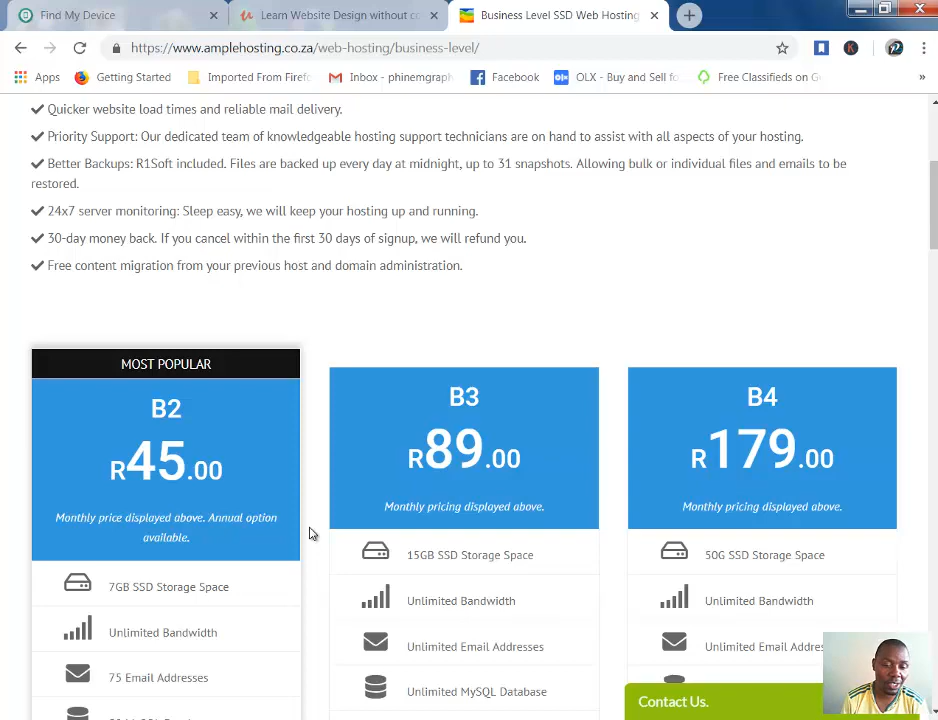 Find My Device
Learn Website Design without co
Business Level SSD Web Hosting
https://www.amplehosting.co.za/web-hosting/business-level/
Apps
Getting Started
Imported From Firef
Inbox - phinemgraph
Facebook
OLX - Buy and Sell fo
Free Classifieds on G
»
Quicker website load times and reliable mail delivery.
Priority Support: Our dedicated team of knowledgeable hosting support technicians are on hand to assist with all aspects of your hosting.
Better Backups: R1Soft included. Files are backed up every day at midnight, up to 31 snapshots. Allowing bulk or individual files and emails to be
restored.
24x7 server monitoring: Sleep easy, we will keep your hosting up and running.
30-day money back. If you cancel within the first 30 days of signup, we will refund you.
Free content migration from your previous host and domain administration.
MOST POPULAR
B2
R45.00
Monthly price displayed above. Annual option
available.
7GB SSD Storage Space
Unlimited Bandwidth
75 Email Addresses
B3
R89.00
Monthly pricing displayed above.
15GB SSD Storage Space
Unlimited Bandwidth
Unlimited Email Addresses
Unlimited MySQL Database
B4
R179.00
Monthly pricing displayed above.
50G SSD Storage Space
Unlimited Bandwidth
Unlimited Email Addres
Contact Us.